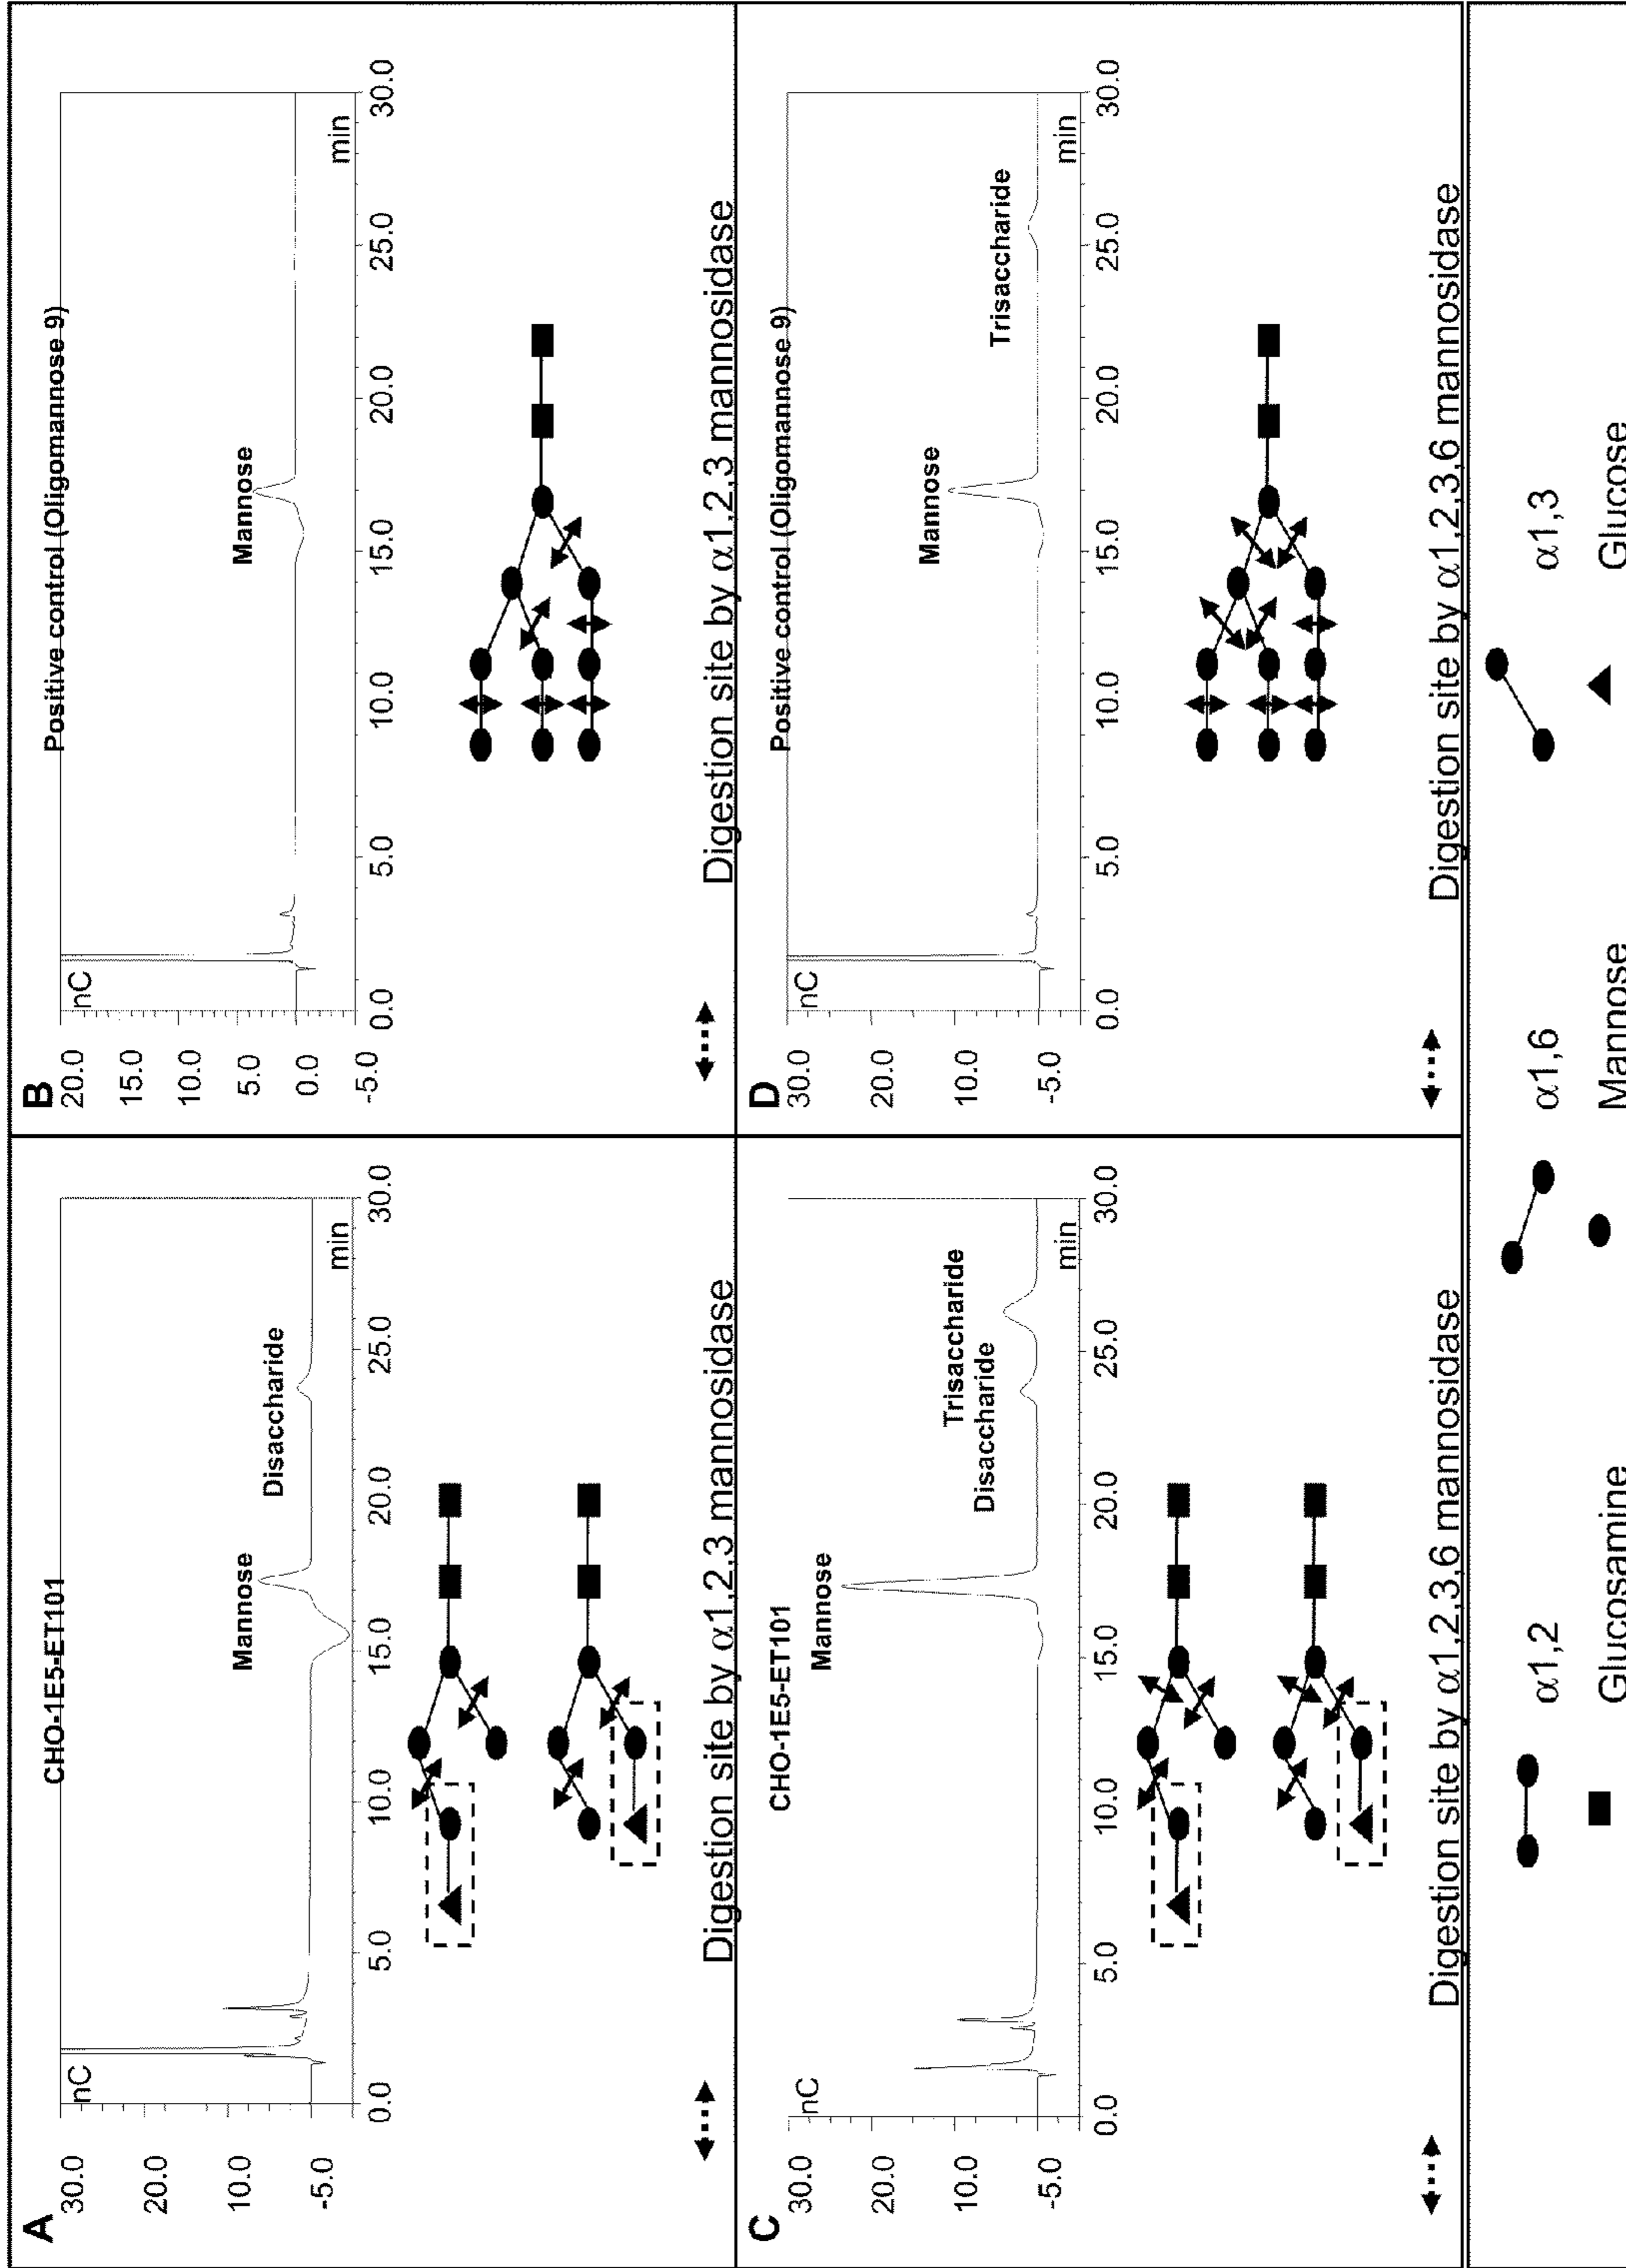 A
CHO-1E5-ET101
30.0
20.0
10.0
-5.0
nC
Mannose
Disaccharide
min
0.0 5.0 10.0 15.0 20.0 25.0 30.0
Digestion site by α1,2,3 mannosidase
B
Positive control (Oligomannose 9)
20.0
15.0
10.0
5.0
0.0
-5.0
nC
Mannose
min
0.0 5.0 10.0 15.0 20.0 25.0 30.0
Digestion site by α1,2,3 mannosidase
C
CHO-1E5-ET101
30.0
20.0
10.0
-5.0
nC
Mannose
Trisaccharide
Disaccharide
min
0.0 5.0 10.0 15.0 20.0 25.0 30.0
Digestion site by α1,2,3,6 mannosidase
D
Positive control (Oligomannose 9)
30.0
20.0
10.0
-5.0
nC
Mannose
Trisaccharide
min
0.0 5.0 10.0 15.0 20.0 25.0 30.0
Digestion site by α1,2,3,6 mannosidase
α1,2 α1,6 α1,3
Glucosamine Mannose Glucose